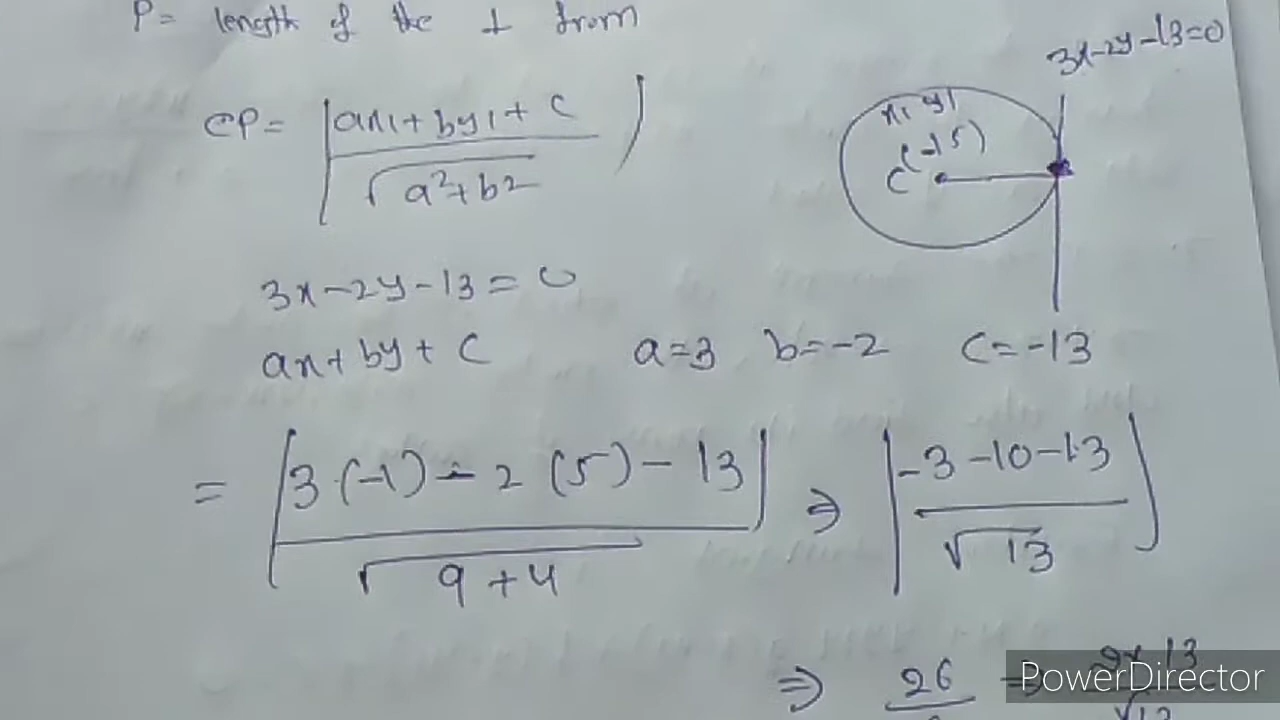 P= length of the ⊥ from
3x-2y-13=0
CP= |ax1+by1+c / √a²+b²|
x1 y1
(-1 5)
C
3x-2y-13=0
ax+by+c a=3 b=-2 c=-13
= |3(-1)-2(5)-13 / √9+4| ⇒ |-3-10-13 / √13|
⇒ 26 ⇒ 2x13 / √13
PowerDirector